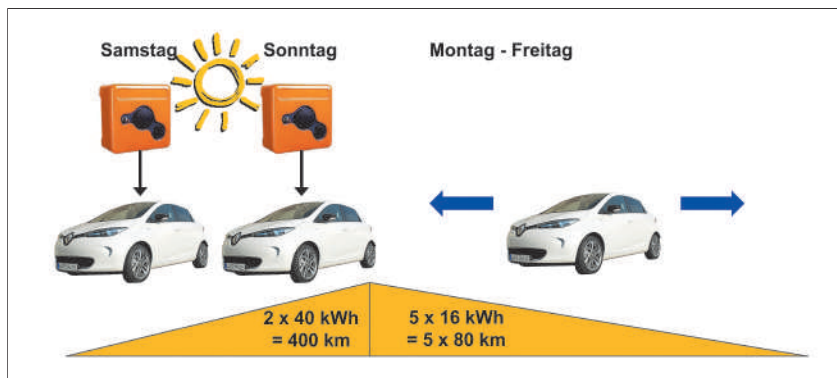 Samstag
Sonntag
Montag - Freitag
2 x 40 kWh
= 400 km
5 x 16 kWh
= 5 x 80 km